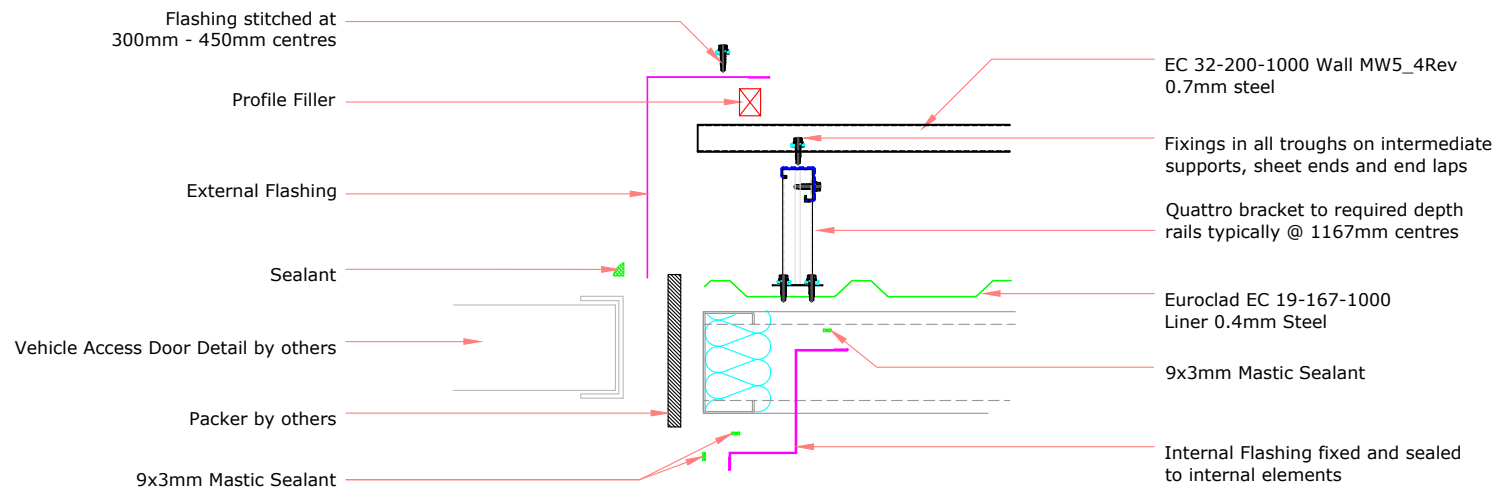 Flashing stitched at
300mm - 450mm centres
Profile Filler
External Flashing
Sealant
Vehicle Access Door Detail by others
Packer by others
9x3mm Mastic Sealant
EC 32-200-1000 Wall MW5_4Rev
0.7mm steel
Fixings in all troughs on intermediate
supports, sheet ends and end laps
Quattro bracket to required depth
rails typically @ 1167mm centres
Euroclad EC 19-167-1000
Liner 0.4mm Steel
9x3mm Mastic Sealant
Internal Flashing fixed and sealed
to internal elements